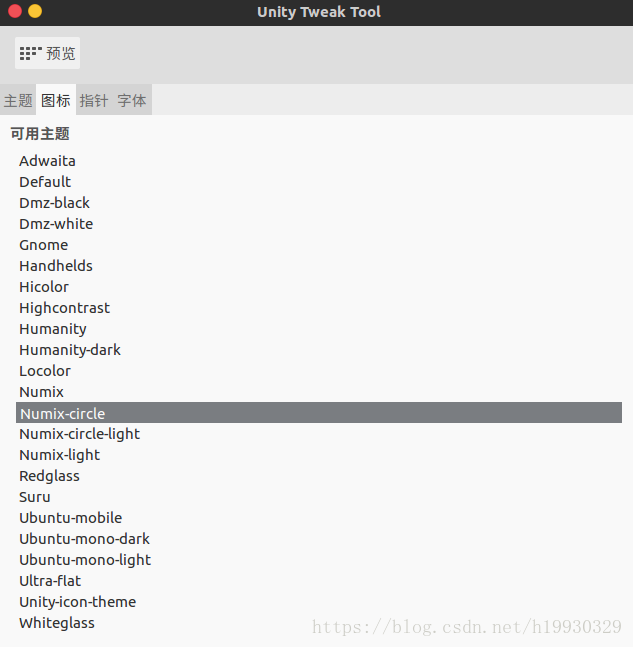 Unity Tweak Tool
预览
主题 图标 指针 字体
可用主题
Adwaita
Default
Dmz-black
Dmz-white
Gnome
Handhelds
Hicolor
Highcontrast
Humanity
Humanity-dark
Locolor
Numix
Numix-circle
Numix-circle-light
Numix-light
Redglass
Suru
Ubuntu-mobile
Ubuntu-mono-dark
Ubuntu-mono-light
Ultra-flat
Unity-icon-theme
Whiteglass
https://blog.csdn.net/h19930329